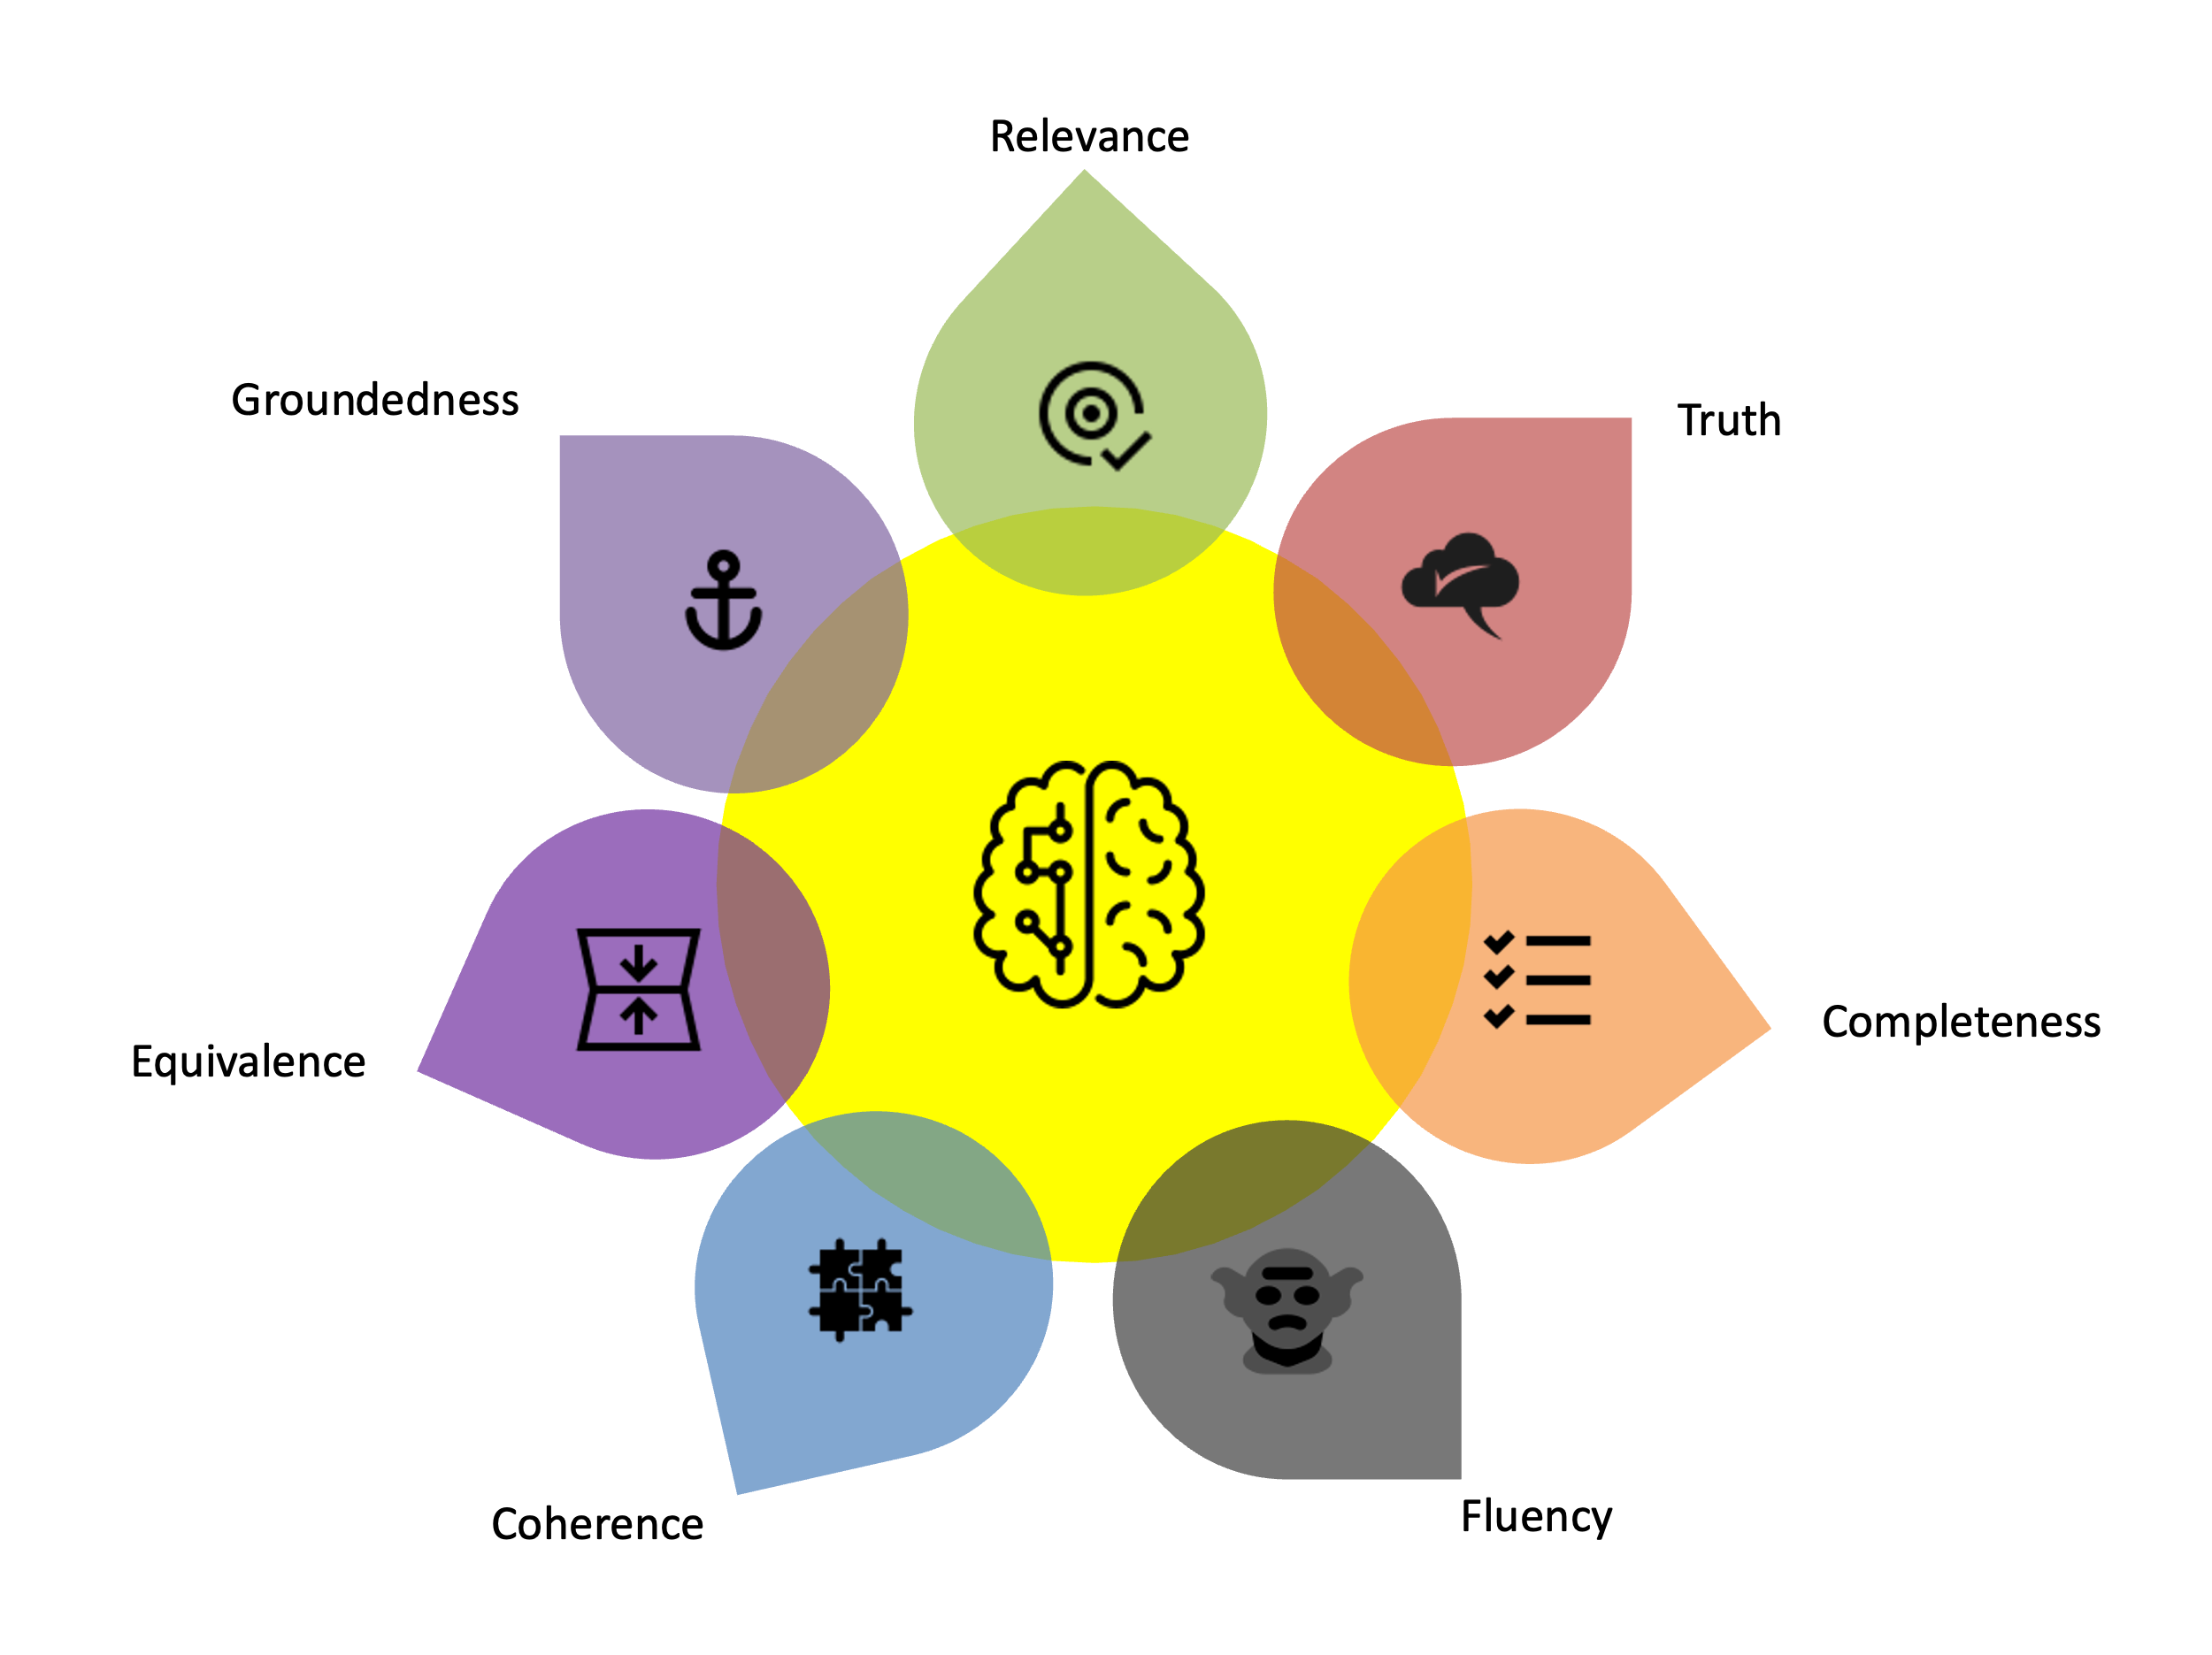 Relevance
Groundedness
Truth
Completeness
Equivalence
Coherence
Fluency